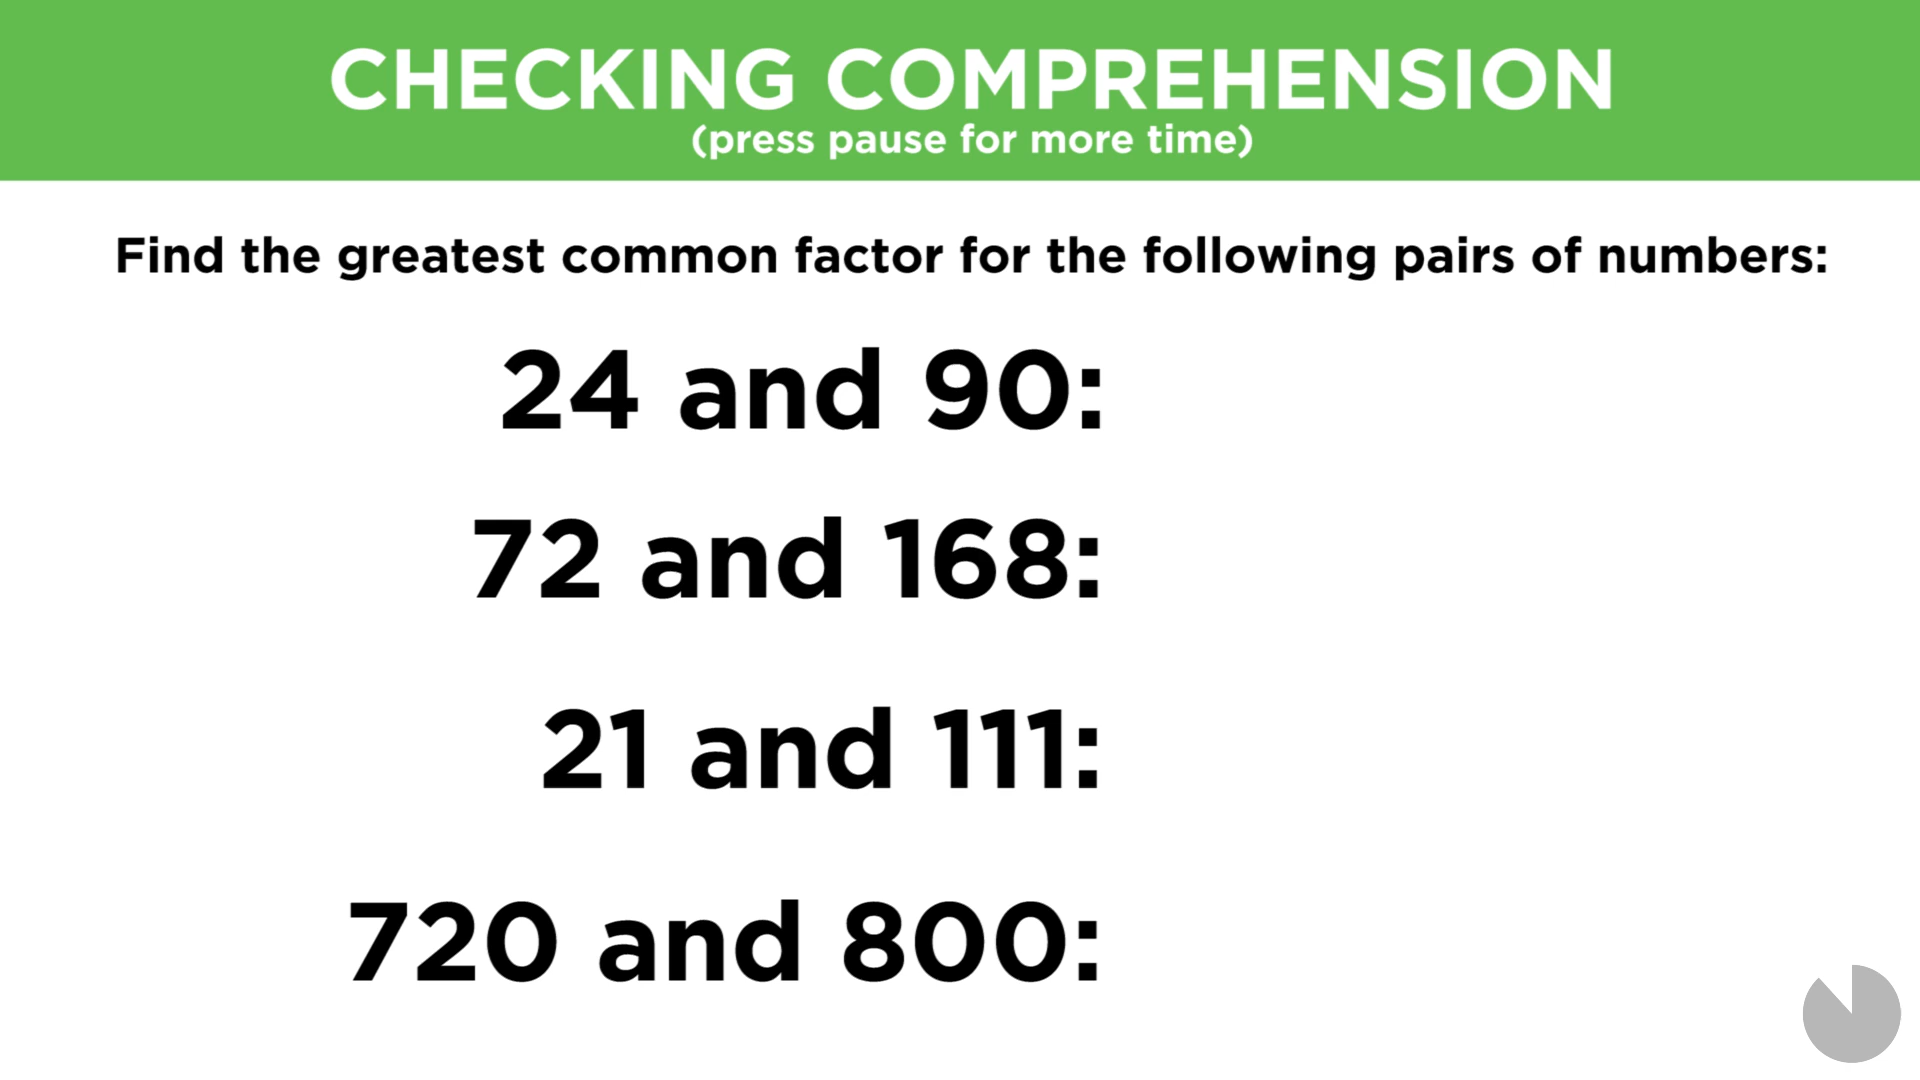 CHECKING COMPREHENSION
(press pause for more time)
Find the greatest common factor for the following pairs of numbers:
24 and 90:
72 and 168:
21 and 111:
720 and 800: